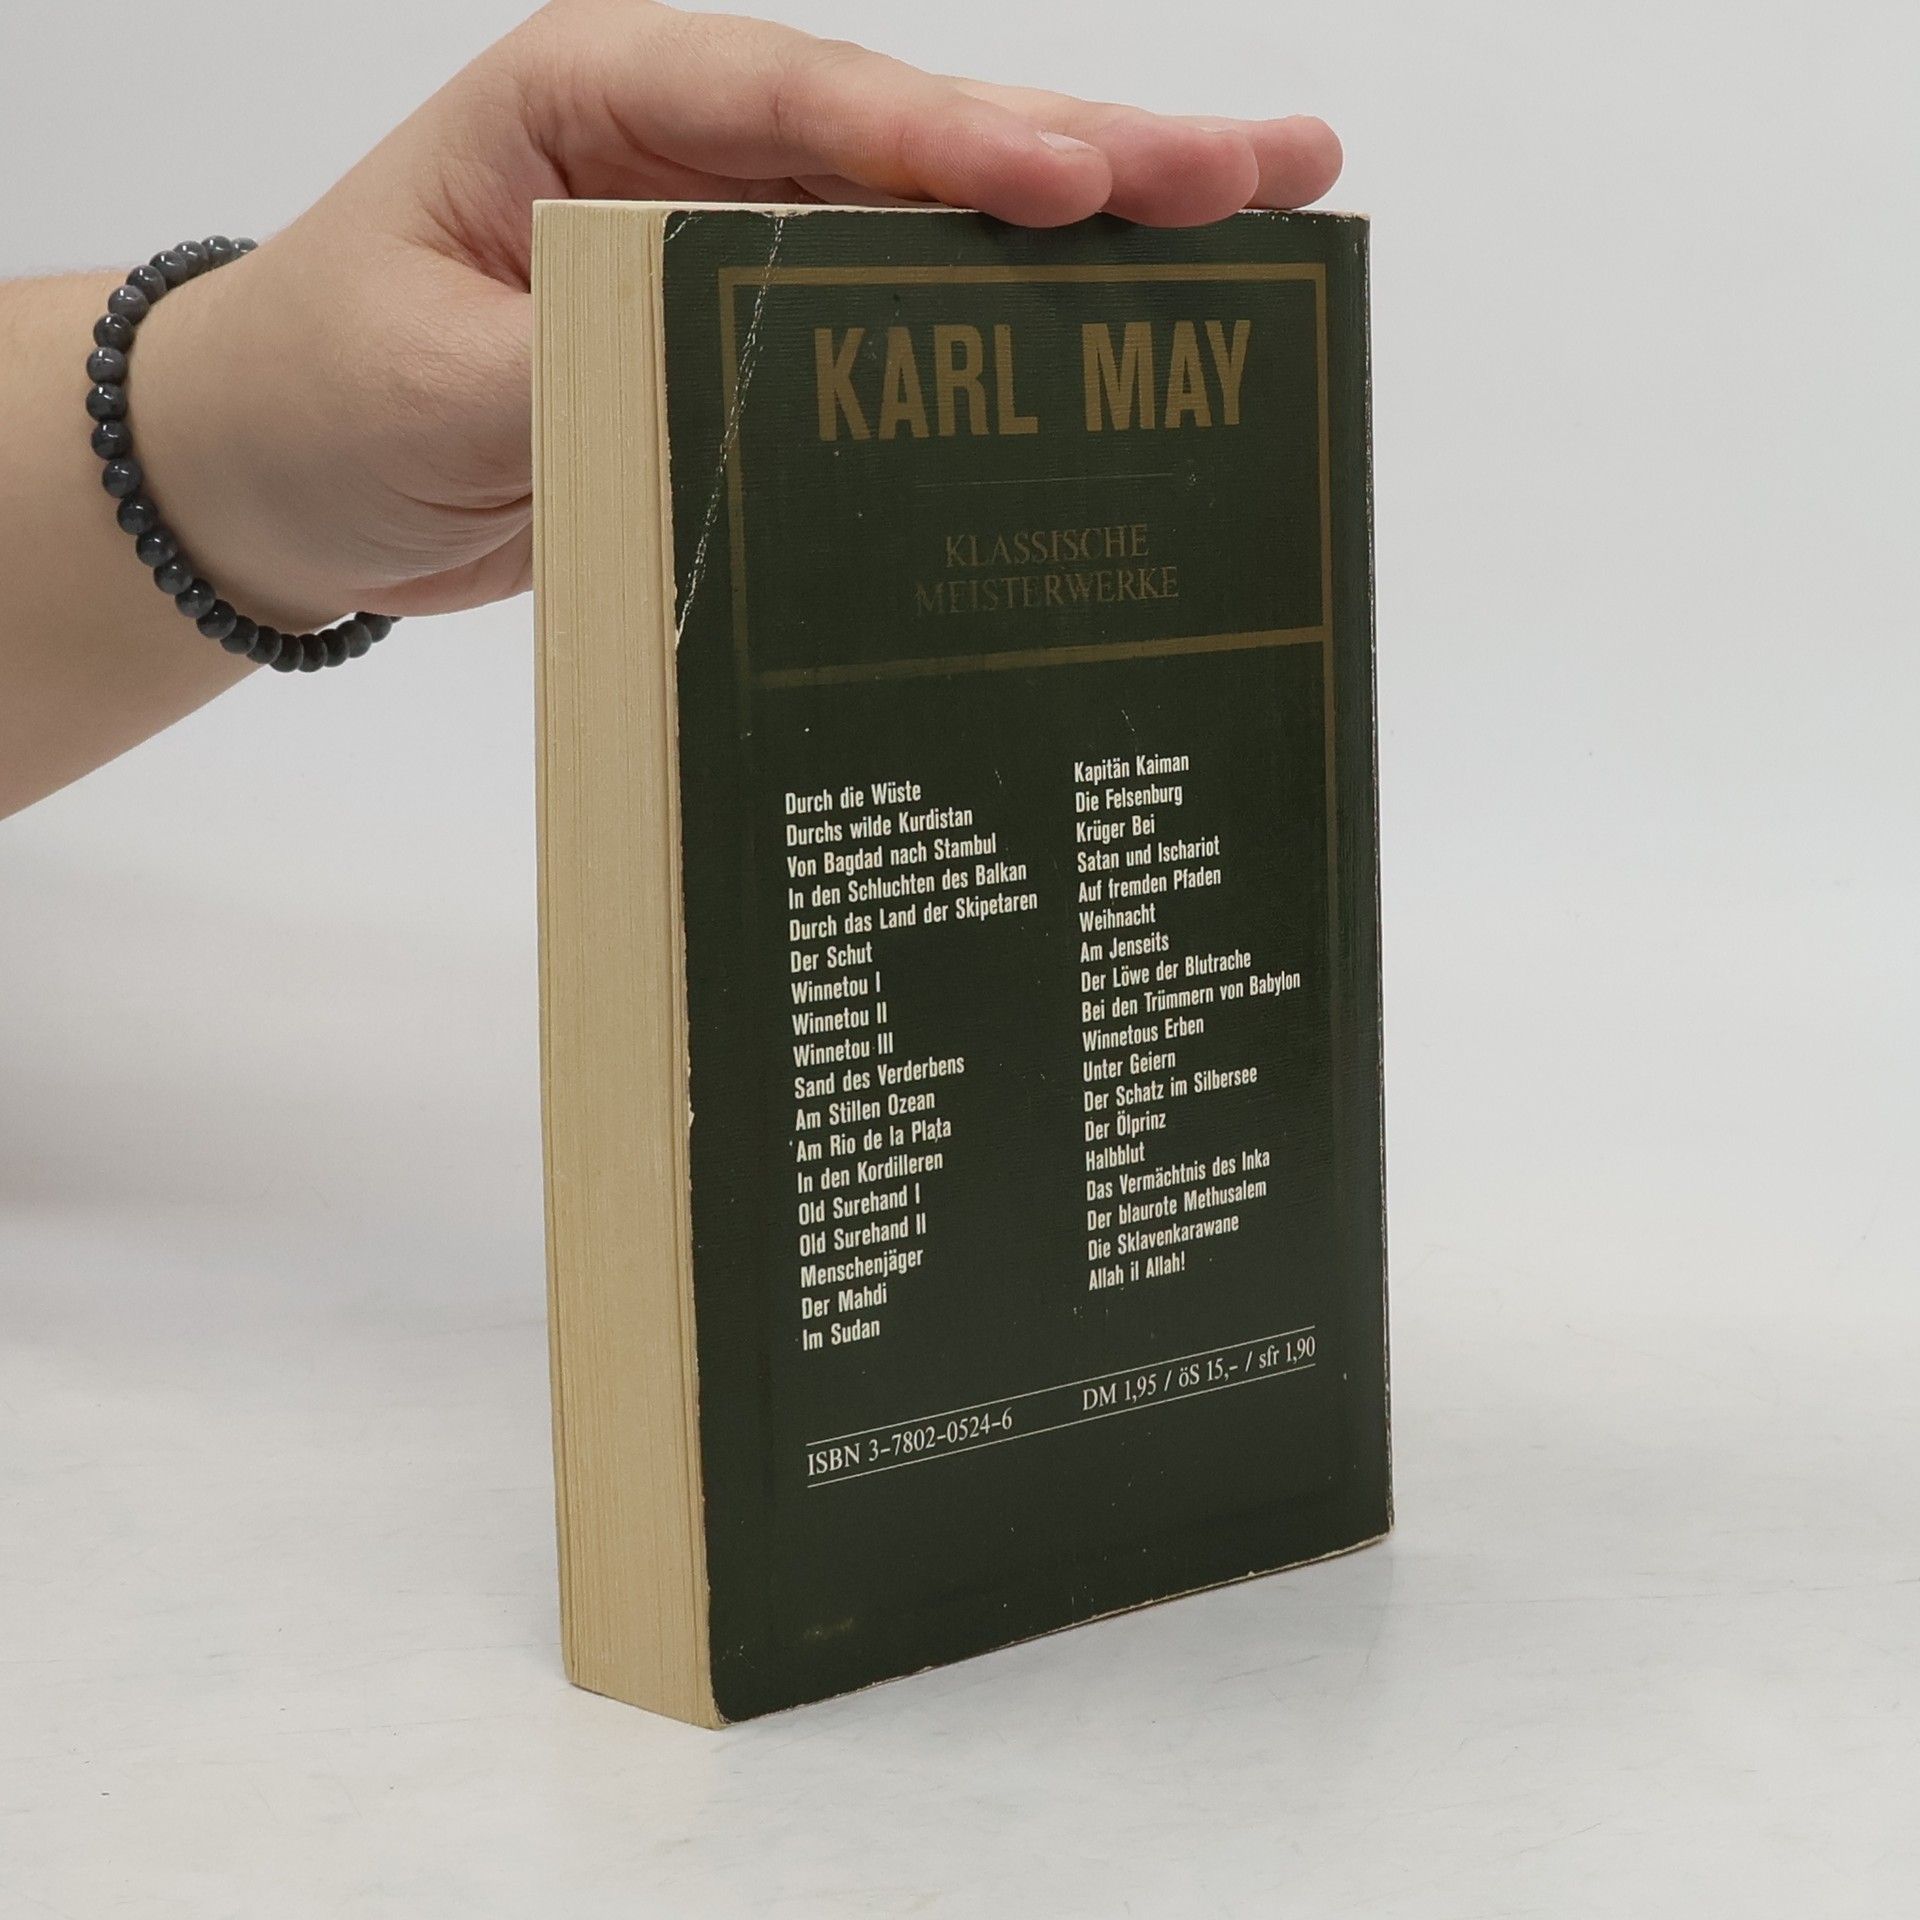 KARL MAY
KLASSISCHE
MEISTERWERKE
Durch die Wüste
Durchs wilde Kurdistan
Von Bagdad nach Stambul
In den Schluchten des Balkan
Durch das Land der Skipetaren
Der Schut
Winnetou I
Winnetou II
Winnetou III
Sand des Verderbens
Am Stillen Ozean
Am Rio de la Plata
In den Kordilleren
Old Surehand I
Old Surehand II
Menschenjäger
Der Mahdi
Im Sudan
Kapitän Kaiman
Die Felsenburg
Krüger Bei
Satan und Ischariot
Auf fremden Pfaden
Weihnacht
Am Jenseits
Der Löwe der Blutrache
Bei den Trümmern von Babylon
Winnetous Erben
Unter Geiern
Der Schatz im Silbersee
Der Ölprinz
Halbblut
Das Vermächtnis des Inka
Der blaurote Methusalem
Die Sklavenkarawane
Allah il Allah!
ISBN 3-7802-0524-6 DM 1,95 / öS 15,- / sfr 1,90